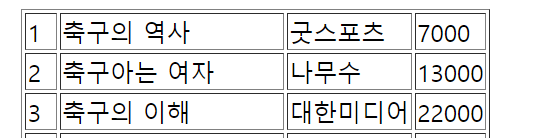 1 축구의 역사 굿스포츠 7000
2 축구아는 여자 나무수 13000
3 축구의 이해 대한미디어 22000